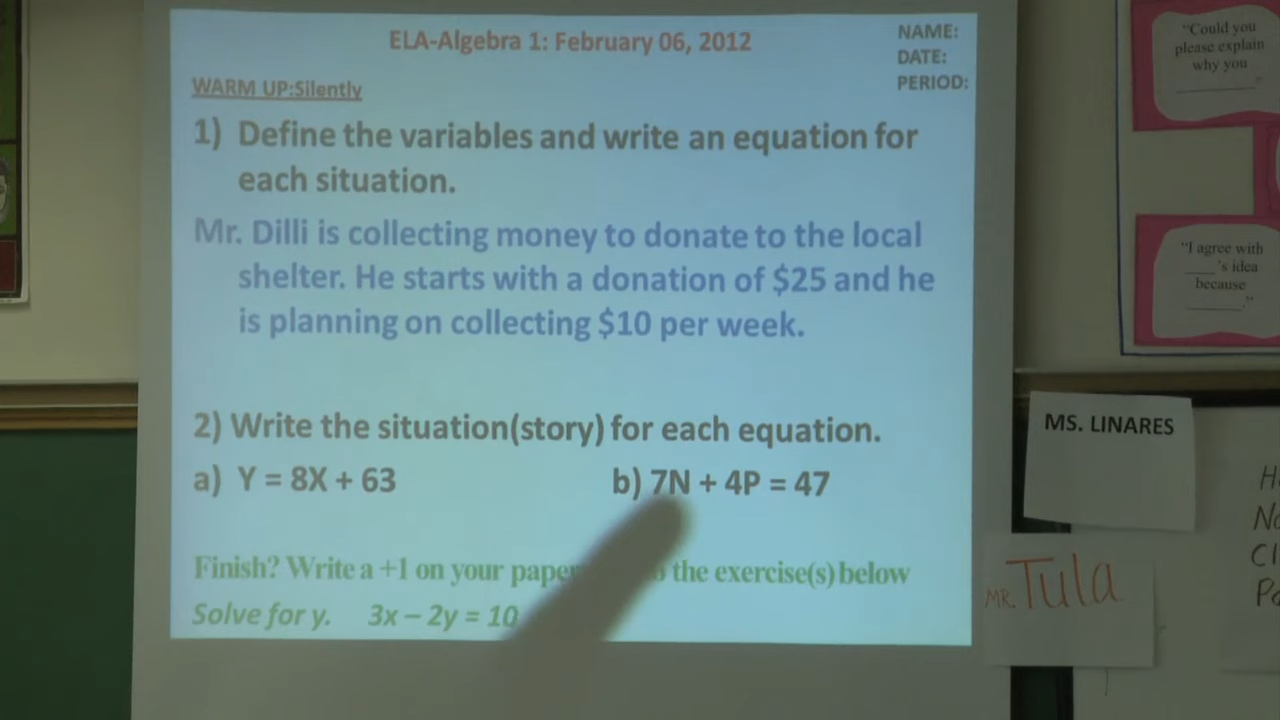 ELA-Algebra 1: February 06, 2012
NAME:
DATE:
PERIOD:
WARM UP:Silently
1) Define the variables and write an equation for
each situation.
Mr. Dilli is collecting money to donate to the local
shelter. He starts with a donation of $25 and he
is planning on collecting $10 per week.
2) Write the situation(story) for each equation.
a) Y = 8X + 63
b) 7N + 4P = 47
Finish? Write a +1 on your paper the exercise(s) below
Solve for y. 3x – 2y = 10
"Could you
please explain
why you
________."
"I agree with
____'s idea
because
_______."
MS. LINARES
MR. Tula